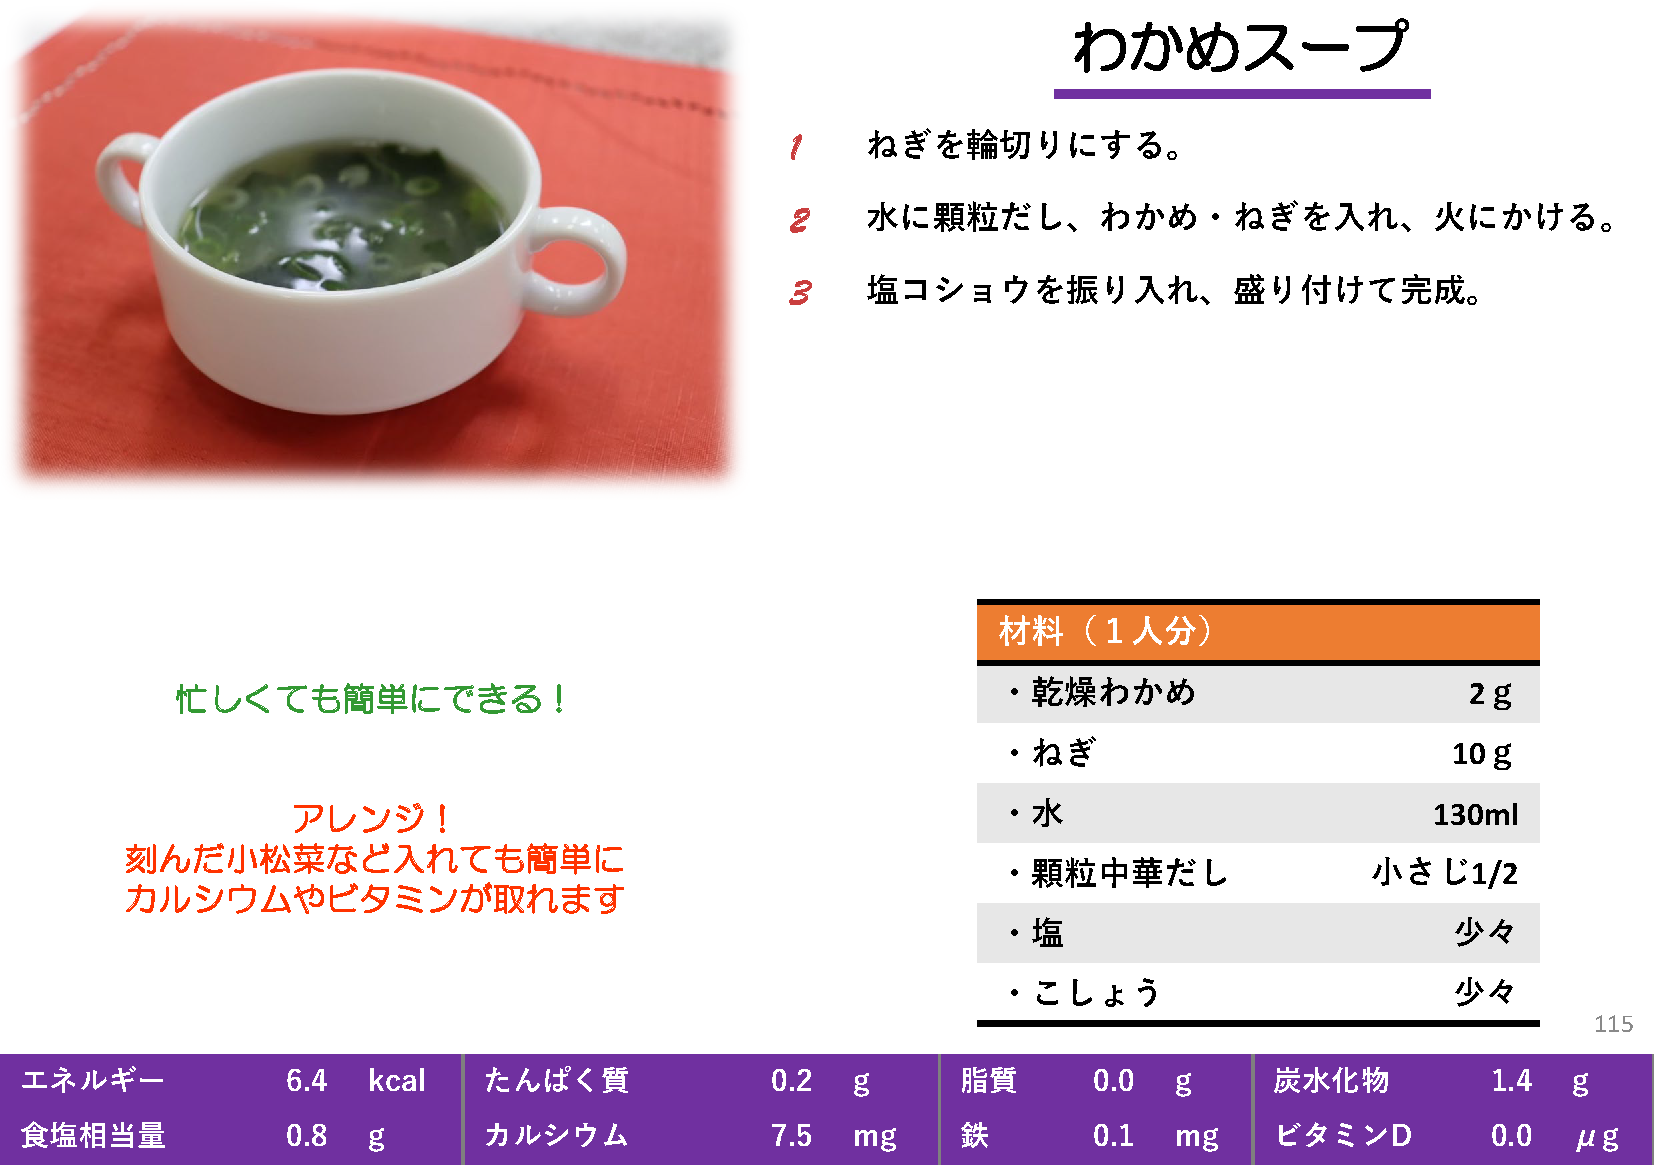 わかめスープ
1 ねぎを輪切りにする。
2 水に顆粒だし、わかめ・ねぎを入れ、火にかける。
3 塩コショウを振り入れ、盛り付けて完成。
忙しくても簡単にできる！
アレンジ！
刻んだ小松菜など入れても簡単に
カルシウムやビタミンが取れます
材料（１人分）
・乾燥わかめ 2ｇ
・ねぎ 10ｇ
・水 130ml
・顆粒中華だし 小さじ1/2
・塩 少々
・こしょう 少々
115
エネルギー 6.4 kcal たんぱく質 0.2 g 脂質 0.0 g 炭水化物 1.4 g
食塩相当量 0.8 g カルシウム 7.5 mg 鉄 0.1 mg ビタミンD 0.0 μg